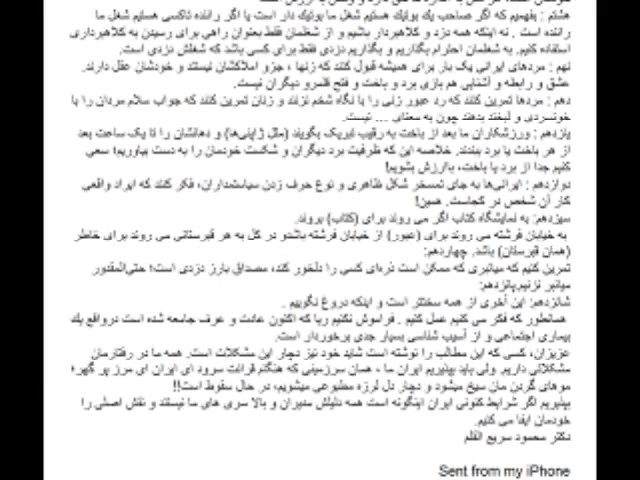 هشتم : بفهمیم که اگر صاحب یک بوتیک هستیم شغل ما بوتیک دار است یا اگر راننده تاکسی هستیم شغل ما
راننده است . نه اینکه همه دزد و کلاهبردار باشیم و از شغلمان فقط بعنوان راهی برای رسیدن به کلاهبرداری
استفاده کنیم. به شغلمان احترام بگذاریم و بگذاریم دزدی فقط برای کسی باشد که شغلش دزدی است.
نهم : مردهای ایرانی یک بار برای همیشه قبول کنند که زنها ، جزو املاکشان نیستند و خودشان عقل دارند.
عشق و رابطه و آشنایی هم بازی برد و باخت و فتح قلمرو دیگران نیست.
دهم : مردها تمرین کنند که رد عبور زنی را با نگاه شخم نزنند و زنان تمرین کنند که جواب سلام مردان را با
خونسردی و لبخند بدهند چون به معنای ... نیست.
یازدهم : ورزشکاران ما بعد از باخت به رقیب تبریک بگویند (مثل ژاپنی‌ها) و دهانشان را تا یک ساعت بعد
از هر باخت یا برد ببندند. خلاصه این که ظرفیت برد دیگران و شکست خودمان را به دست بیاوریم؛ سعی
کنیم جدا از برد یا باخت، باارزش بشویم!
دوازدهم : ایرانی‌ها به جای تمسخر شکل ظاهری و نوع حرف زدن سیاستمداران، فکر کنند که ایراد واقعی
کار آن شخص در کجاست. همین!
سیزدهم: به نمایشگاه کتاب اگر می روند برای (کتاب) بروند.
به خیابان فرشته می روند برای (عبور) از خیابان فرشته باشدو در کل به هر قبرستانی می روند برای خاطر
(همان قبرستان) باشد. چهاردهم:
تمرین کنیم که میانبری که ممکن است ذره‌ای کسی را دلخور کند، مصداق بارز دزدی است؛ حتی‌المقدور
میانبر نزنیم.پانزدهم:
شانزدهم: این آخری از همه سختتر است و اینکه دروغ نگوییم .
همانطور که فکر می کنیم عمل کنیم . فراموش نکنیم ریا که اکنون عادت و عرف جامعه شده است درواقع یک
بیماری اجتماعی و از آسیب شناسی بسیار جدی برخوردار است.
عزیزان، کسی که این مطالب را نوشته است شاید خود نیز دچار این مشکلات است. همه ما در رفتارمان
مشکلاتی داریم. ولی باید بپذیریم ایران ما ، همان سرزمینی که هنگام قرائت سرود ای ایران ای مرز پر گهر؛
موهای گردن مان سیخ میشود و دچار دل لرزه مطبوعی میشویم، در حال سقوط است!!
بپذیریم اگر شرایط کنونی ایران اینگونه است همه دلیلش مدیران و بالا سری های ما نیستند و نقش اصلی را
خودمان ایفا می کنیم.
دکتر محمود سریع القلم
Sent from my iPhone